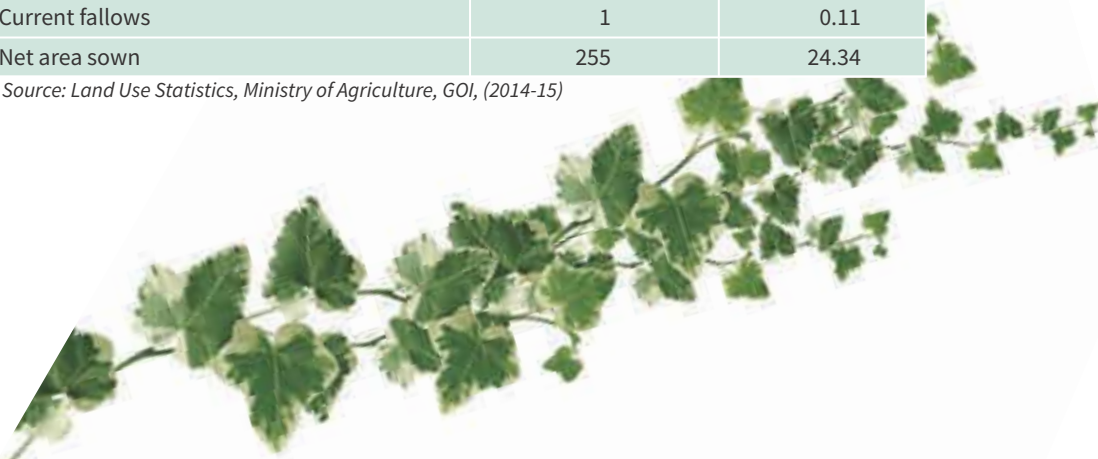 Current fallows 1 0.11
Net area sown 255 24.34
Source: Land Use Statistics, Ministry of Agriculture, GOI, (2014-15)